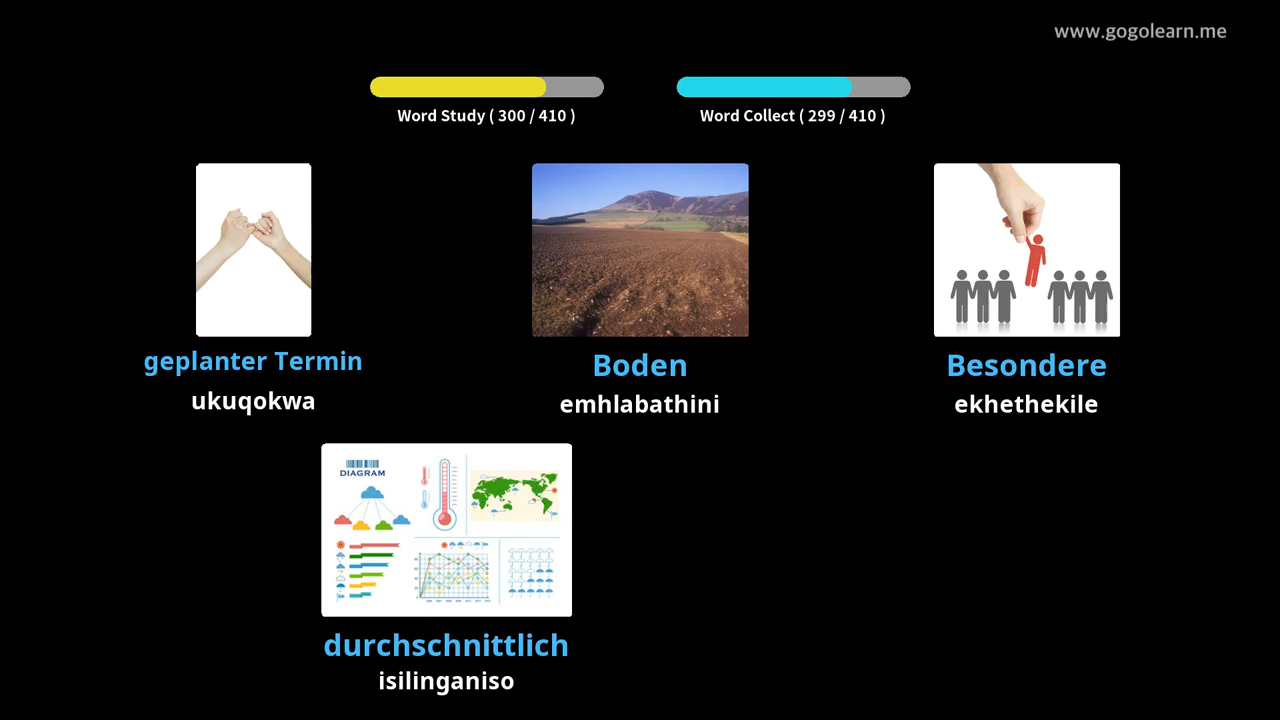 www.gogolearn.me
Word Study ( 300 / 410 )
Word Collect ( 299 / 410 )
geplanter Termin
ukuqokwa
Boden
emhlabathini
Besondere
ekhethekile
DIAGRAM
durchschnittlich
isilinganiso